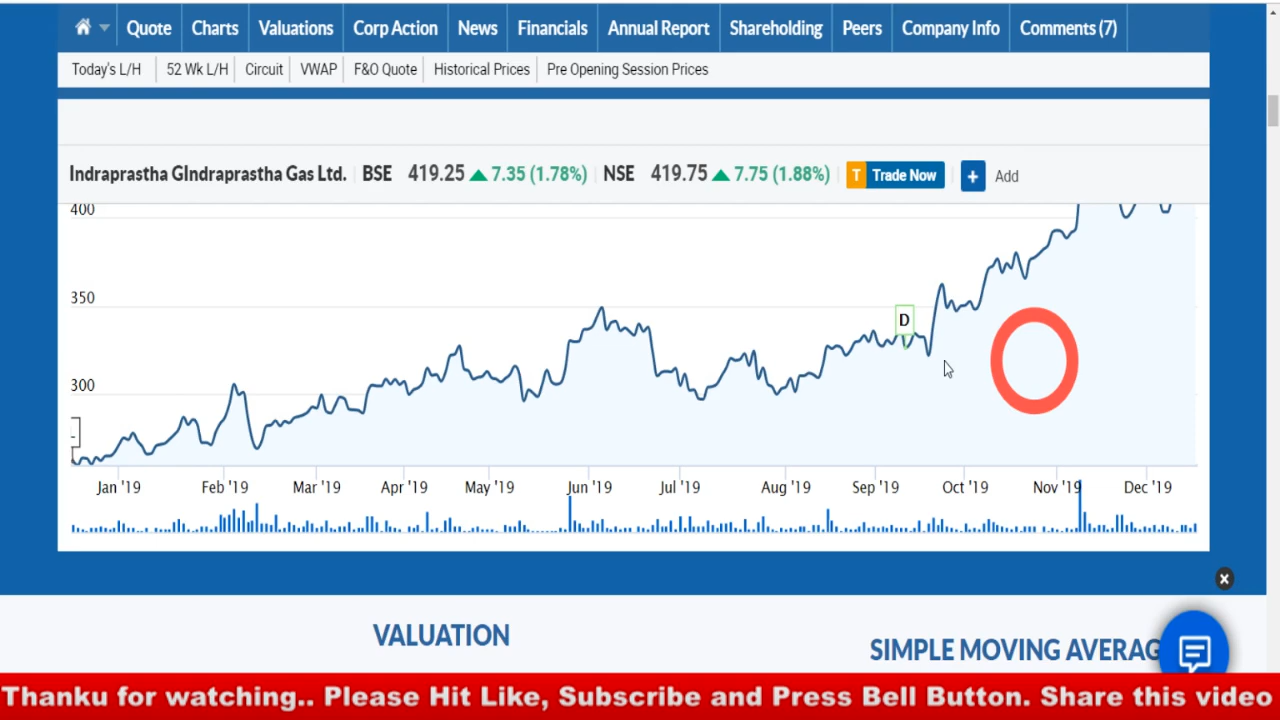 Quote Charts Valuations Corp Action News Financials Annual Report Shareholding Peers Company Info Comments (7)
Today's L/H 52 Wk L/H Circuit VWAP F&O Quote Historical Prices Pre Opening Session Prices
Indraprastha GIndraprastha Gas Ltd. BSE 419.25 7.35 (1.78%) NSE 419.75 7.75 (1.88%) T Trade Now + Add
400
350
D
300
Jan '19 Feb '19 Mar '19 Apr '19 May '19 Jun '19 Jul '19 Aug '19 Sep '19 Oct '19 Nov '19 Dec '19
VALUATION
SIMPLE MOVING AVERAG
Thanku for watching.. Please Hit Like, Subscribe and Press Bell Button. Share this video